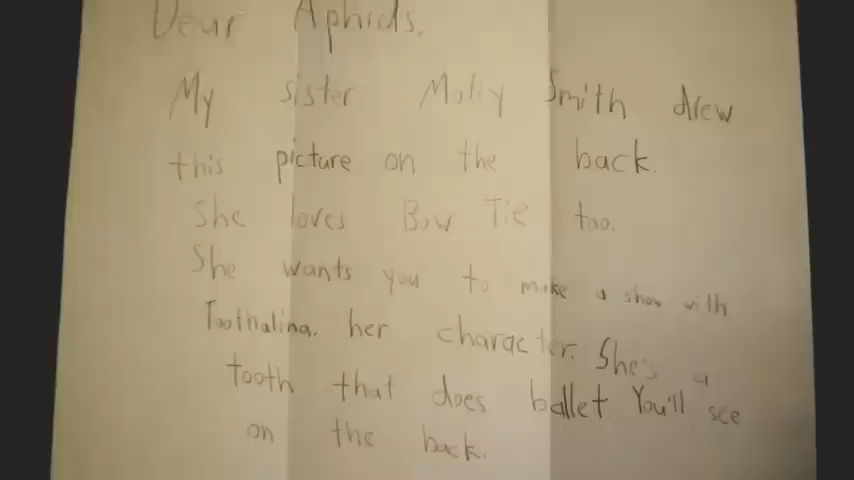 Dear Aphids.
My sister Molly Smith drew
this picture on the back.
She loves Bow Tie too.
She wants you to make a show with
Toothalina. her character. She's a
tooth that does ballet. You'll see
on the back.